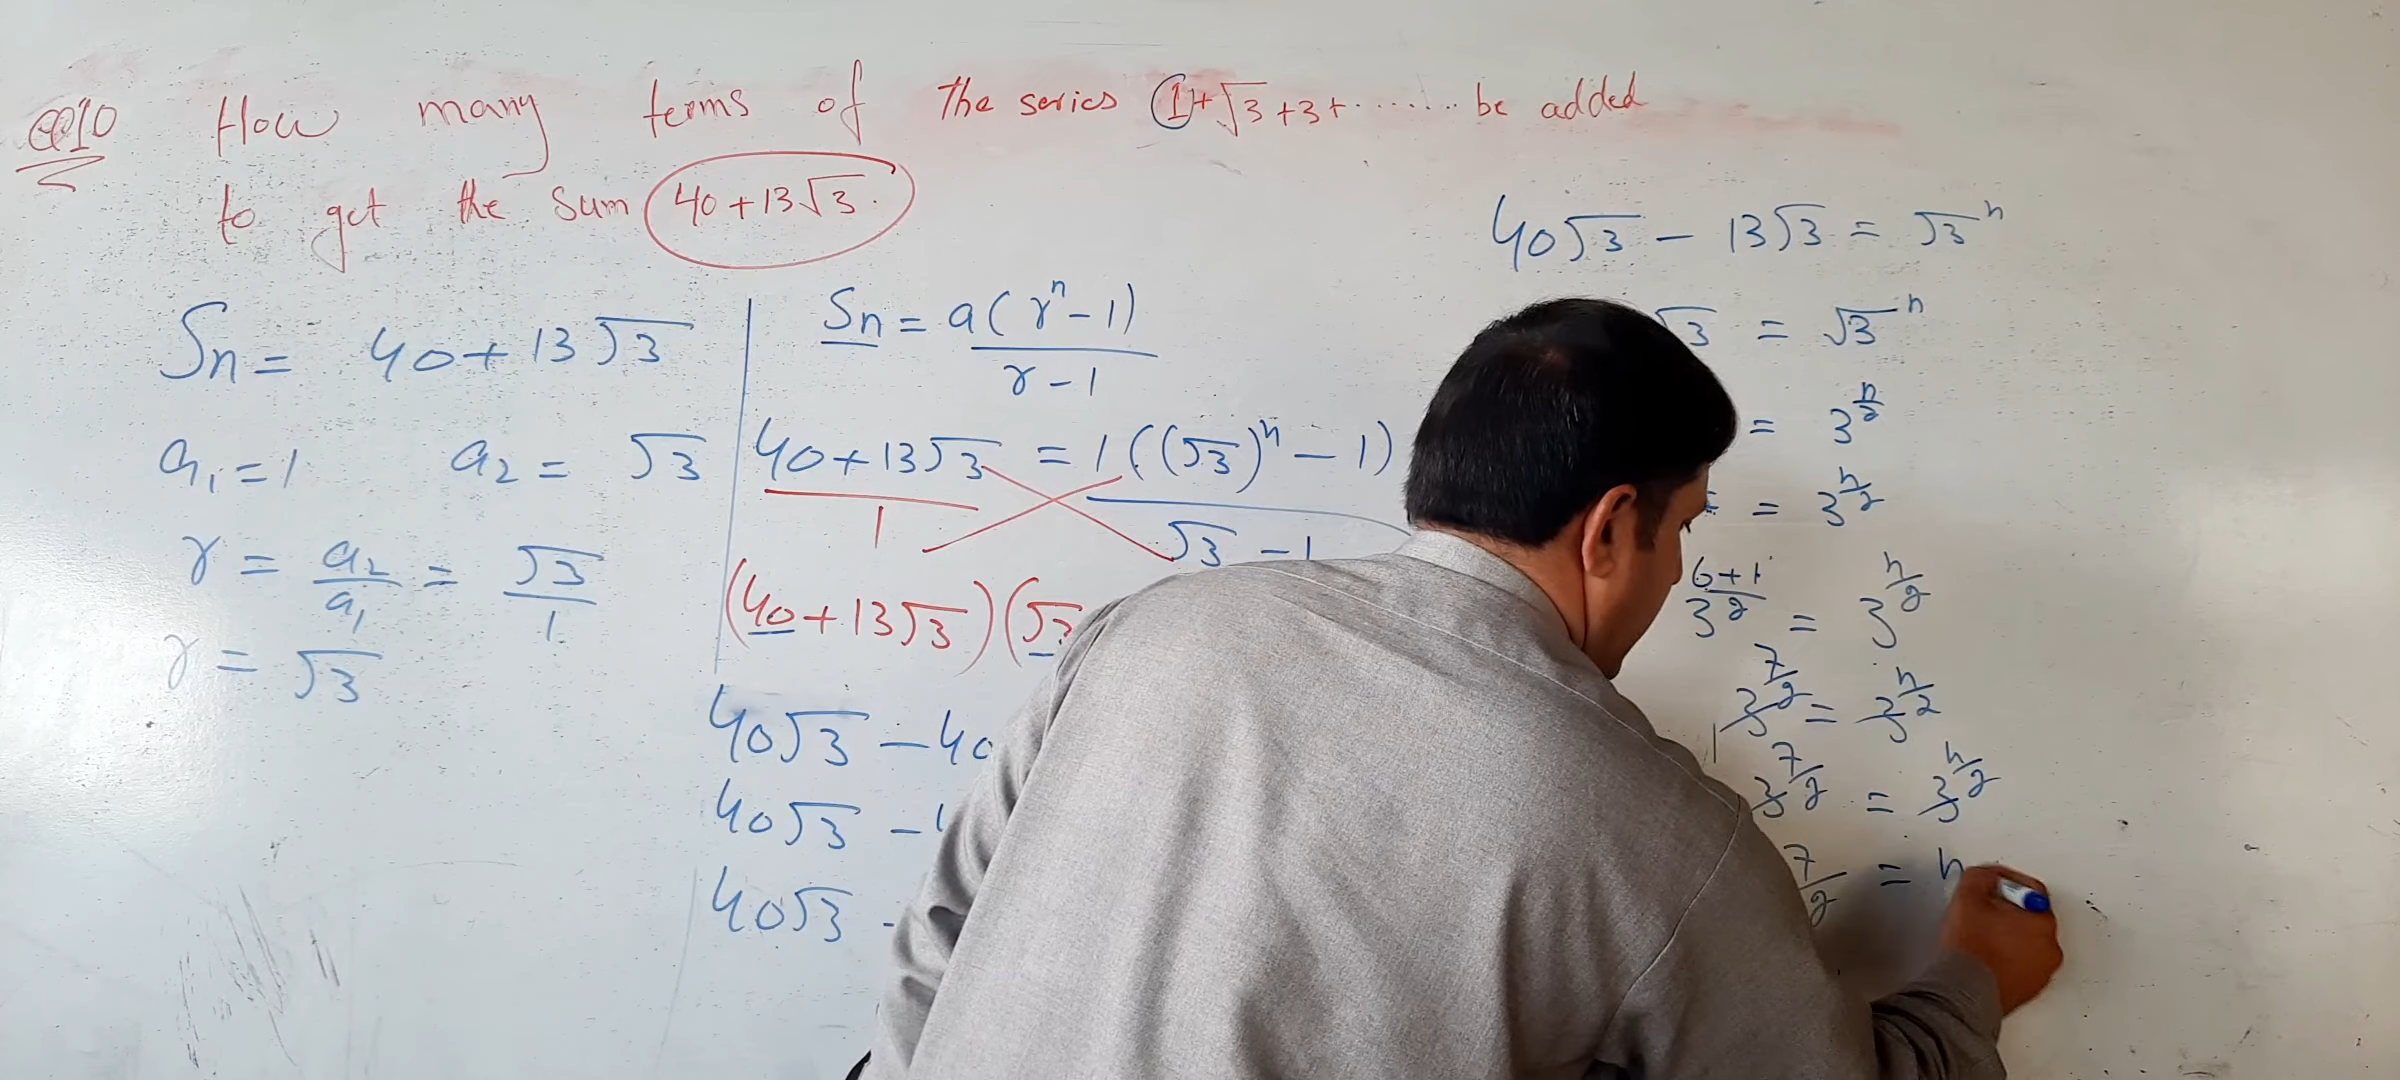 Q10 How many terms of the series 1+√3+3+........ be added
to get the sum 40+13√3.
Sn = 40+13√3
a₁=1 a₂= √3
r = a₂/a₁ = √3/1
r = √3
Sn = a(rⁿ-1)/r-1
40+13√3/1 = 1((√3)ⁿ-1)/√3-1
(40+13√3)(√3
40√3 -40
40√3 -
40√3 -
40√3 - 13√3 = √3ⁿ
√3 = √3ⁿ
= 3^n/2
= 3^n/2
3^6+1/2 = 3^n/2
3^7/2 = 3^n/2
3^7/2 = 3^n/2
7/2 = n